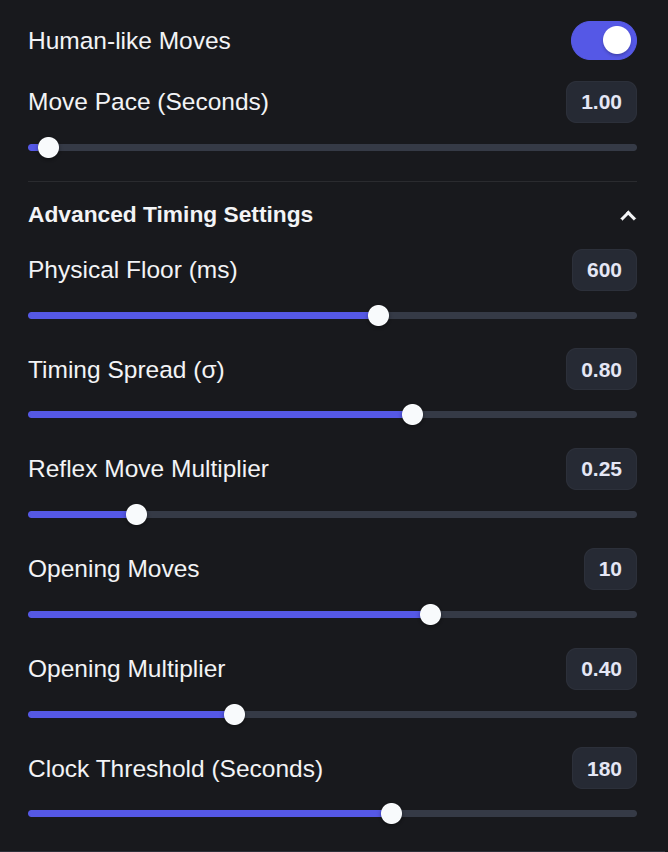 Human-like Moves
Move Pace (Seconds) 1.00
Advanced Timing Settings
Physical Floor (ms) 600
Timing Spread (σ) 0.80
Reflex Move Multiplier 0.25
Opening Moves 10
Opening Multiplier 0.40
Clock Threshold (Seconds) 180